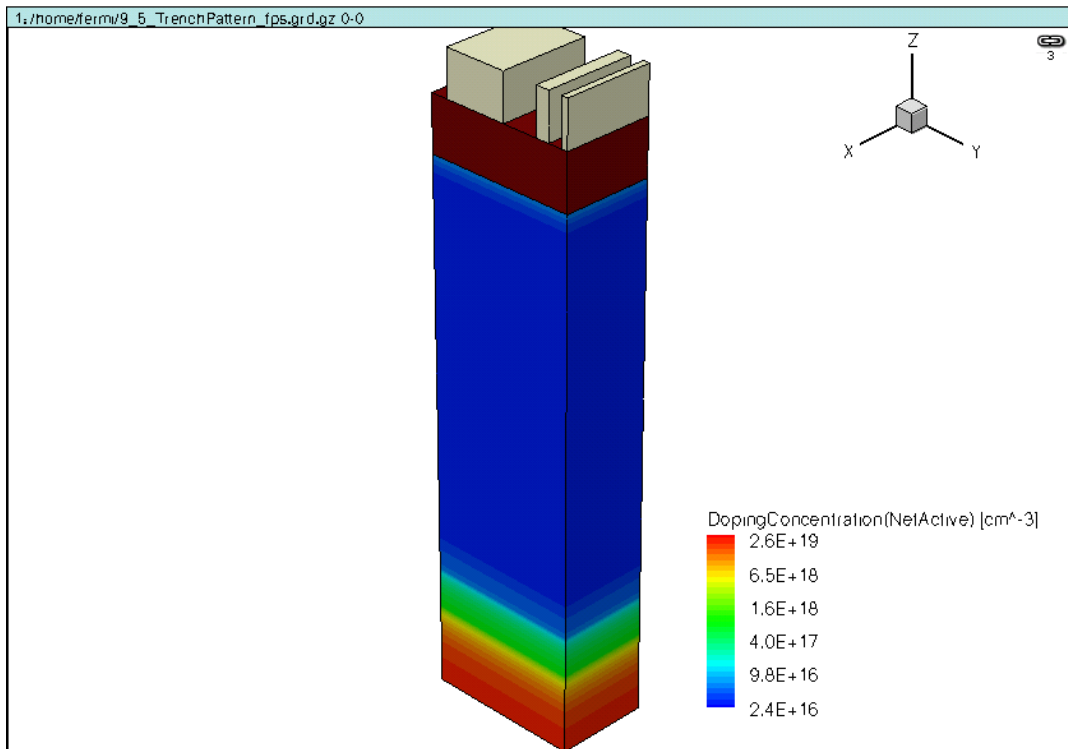 1:/home/fermi/9_5_TrenchPattern_fps.grd.gz 0-0
Z
3
X
Y
DopingConcentration(NetActive) [cm^-3]
2.6E+19
6.5E+18
1.6E+18
4.0E+17
9.8E+16
2.4E+16